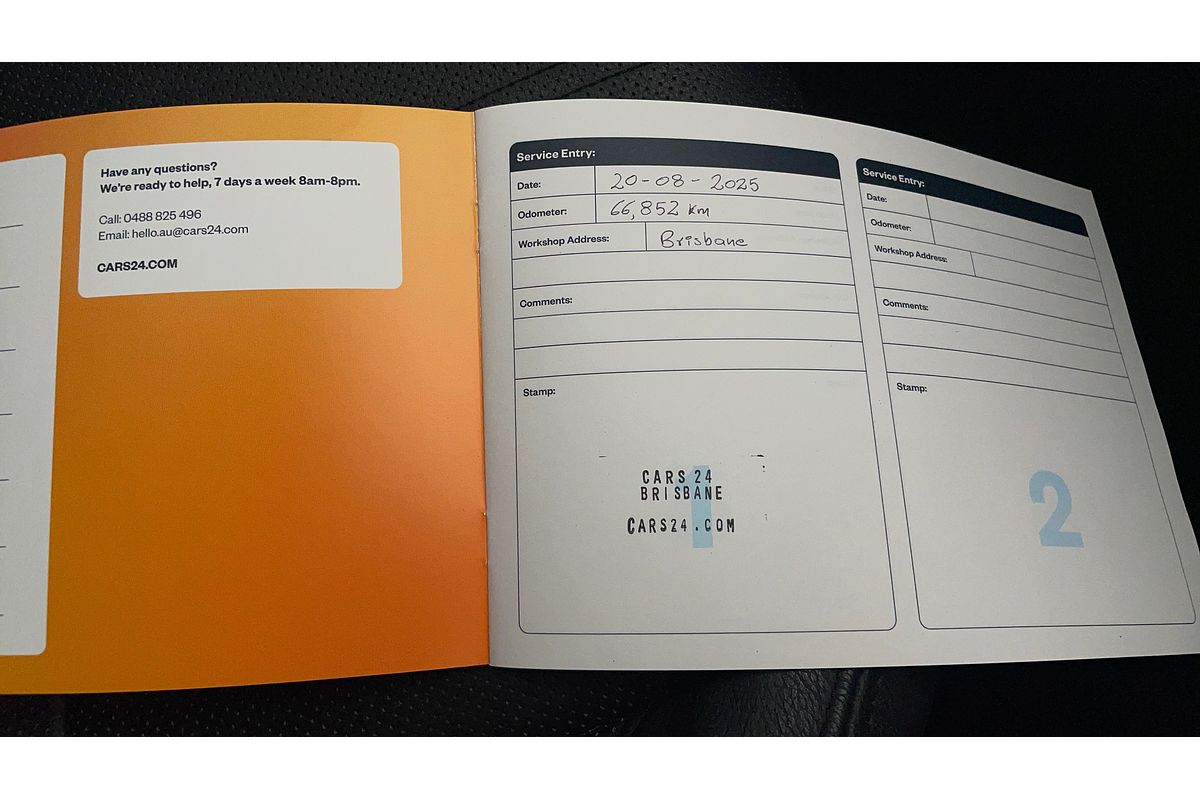 Have any questions?
We're ready to help, 7 days a week 8am-8pm.
Call: 0488 825 496
Email: hello.au@cars24.com
CARS24.COM
Service Entry:
Date: 20-08-2025
Odometer: 66,852 km
Workshop Address: Brisbane
Comments:
Stamp:
CARS 24
BRISBANE
CARS24.COM
1
Service Entry:
Date:
Odometer:
Workshop Address:
Comments:
Stamp:
2